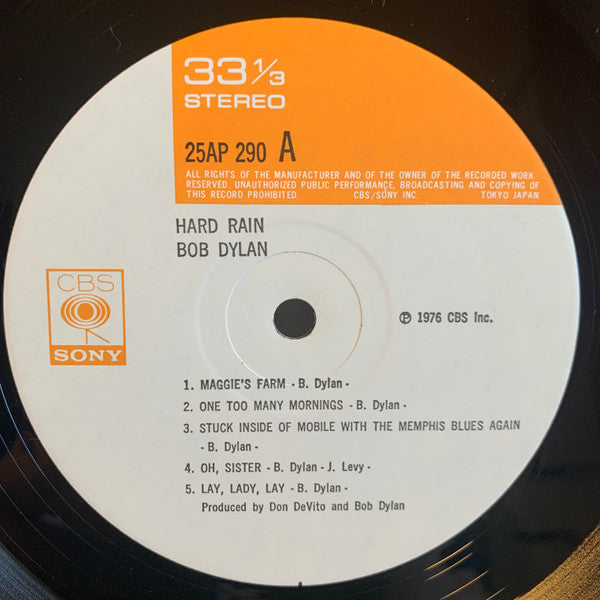 33 1/3
STEREO
25AP 290 A
ALL RIGHTS OF THE MANUFACTURER AND OF THE OWNER OF THE RECORDED WORK
RESERVED. UNAUTHORIZED PUBLIC PERFORMANCE, BROADCASTING AND COPYING OF
THIS RECORD PROHIBITED. CBS/SONY INC. TOKYO JAPAN.
HARD RAIN
BOB DYLAN
CBS
SONY
℗ 1976 CBS Inc.
1. MAGGIE'S FARM - B. Dylan -
2. ONE TOO MANY MORNINGS - B. Dylan -
3. STUCK INSIDE OF MOBILE WITH THE MEMPHIS BLUES AGAIN
- B. Dylan -
4. OH, SISTER - B. Dylan - J. Levy -
5. LAY, LADY, LAY - B. Dylan -
Produced by Don DeVito and Bob Dylan